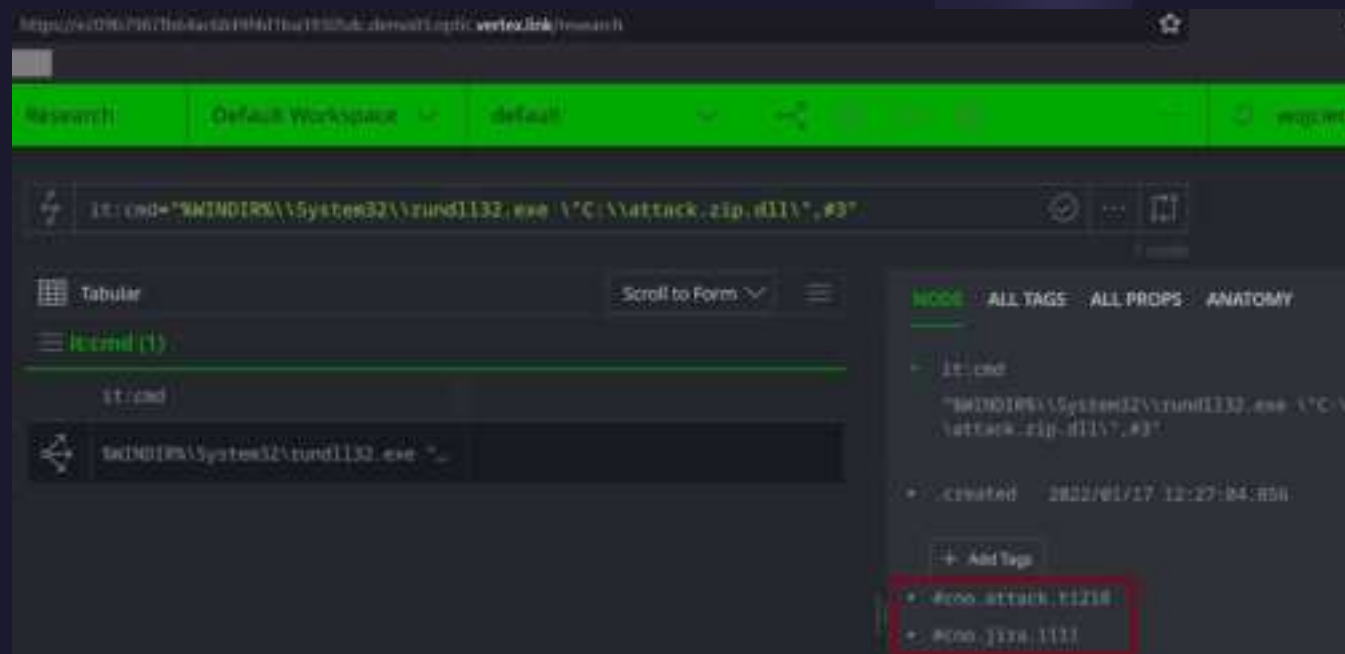 vertex.link/research
Research Default Workspace default
it:cmd="%WINDIR%\\System32\\rundll32.exe \"C:\\attack.zip.dll\",#3"
Tabular Scroll to Form
it:cmd (1)
it:cmd
%WINDIR%\System32\rundll32.exe "…
NODE ALL TAGS ALL PROPS ANATOMY
it:cmd
"%WINDIR%\\System32\\rundll32.exe \"C:\
\attack.zip.dll\",#3"
.created 2022/01/17 12:27:04.856
+ Add Tags
#cno.attack.t1218
#cno.jira.1111